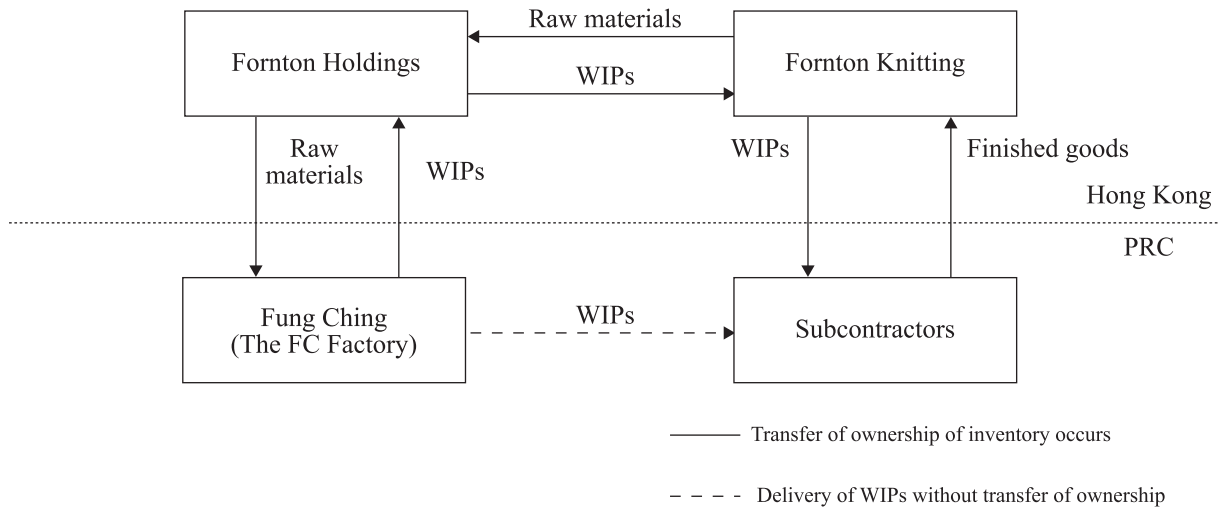 Raw materials
Fornton Holdings
Fornton Knitting
WIPs
Raw
materials
WIPs
WIPs
Finished goods
Hong Kong
PRC
Fung Ching
(The FC Factory)
WIPs
Subcontractors
Transfer of ownership of inventory occurs
Delivery of WIPs without transfer of ownership